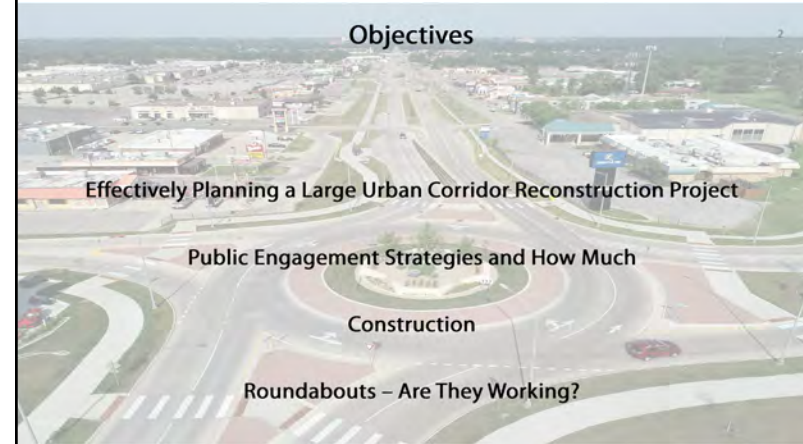 Objectives
2
Effectively Planning a Large Urban Corridor Reconstruction Project
Public Engagement Strategies and How Much
Construction
Roundabouts – Are They Working?